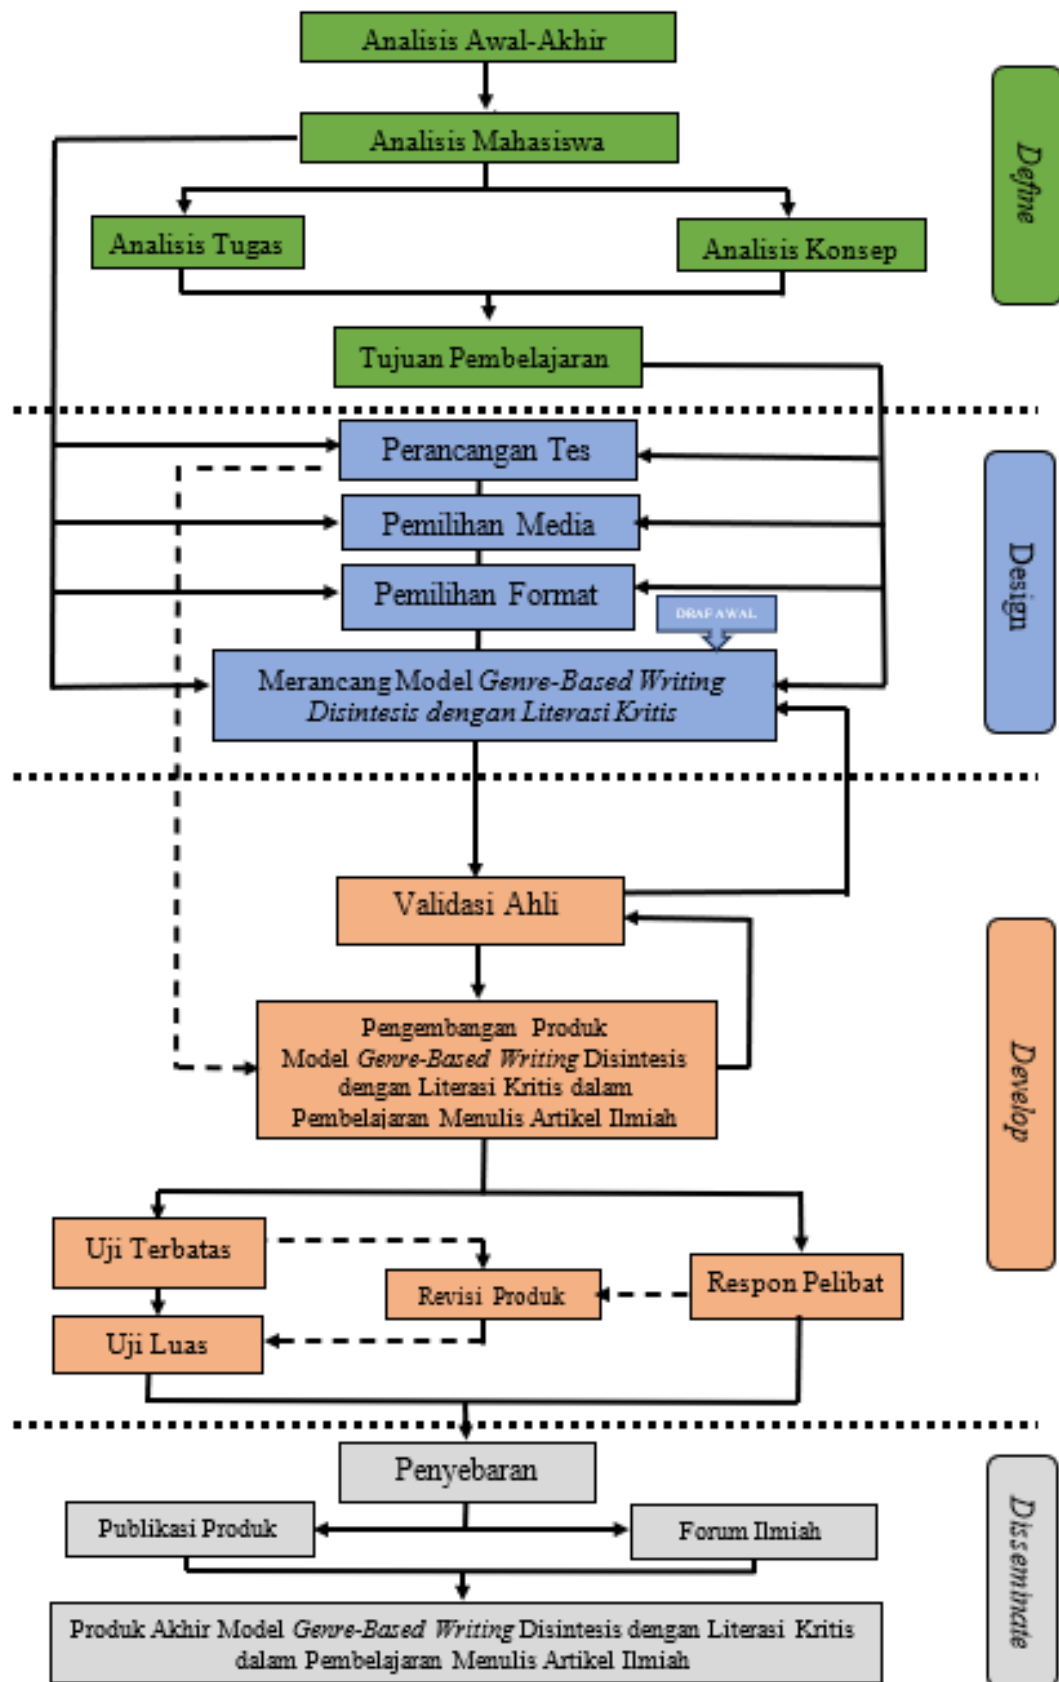 Analisis Awal-Akhir
Analisis Mahasiswa
Analisis Tugas
Analisis Konsep
Tujuan Pembelajaran
Define
Perancangan Tes
Pemilihan Media
Pemilihan Format
DRAF AWAL
Merancang Model Genre-Based Writing
Disintesis dengan Literasi Kritis
Design
Validasi Ahli
Pengembangan Produk
Model Genre-Based Writing Disintesis
dengan Literasi Kritis dalam
Pembelajaran Menulis Artikel Ilmiah
Uji Terbatas
Revisi Produk
Respon Pelibat
Uji Luas
Develop
Penyebaran
Publikasi Produk
Forum Ilmiah
Produk Akhir Model Genre-Based Writing Disintesis dengan Literasi Kritis
dalam Pembelajaran Menulis Artikel Ilmiah
Disseminate